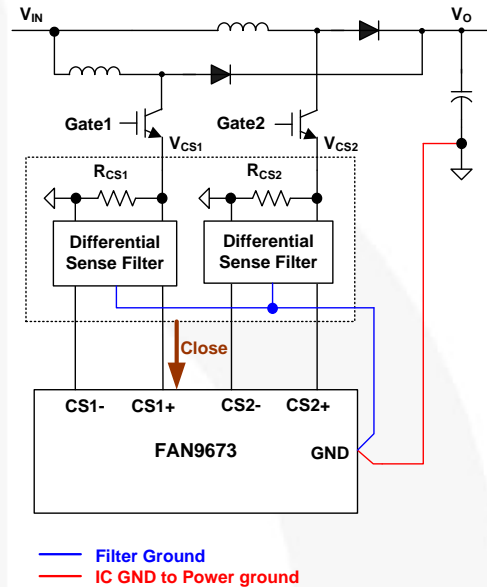 VIN
VO
Gate1
Gate2
VCS1
VCS2
RCS1
RCS2
Differential
Sense Filter
Differential
Sense Filter
Close
CS1-
CS1+
CS2-
CS2+
FAN9673
GND
Filter Ground
IC GND to Power ground